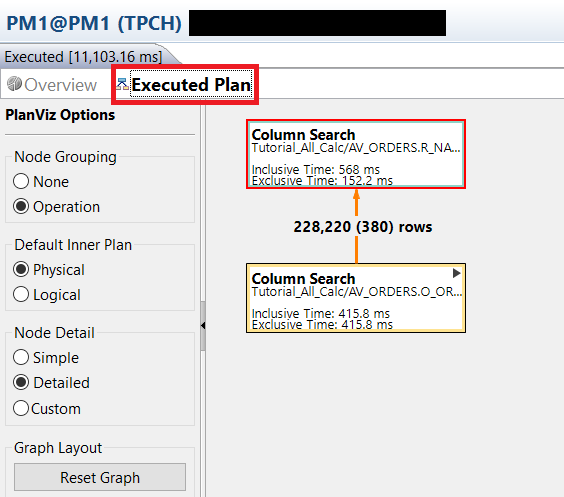 PM1@PM1 (TPCH)
Executed [11,103.16 ms]
Overview
Executed Plan
PlanViz Options
Node Grouping
None
Operation
Default Inner Plan
Physical
Logical
Node Detail
Simple
Detailed
Custom
Graph Layout
Reset Graph
Column Search
Tutorial_All_Calc/AV_ORDERS.R_NA...
Inclusive Time: 568 ms
Exclusive Time: 152.2 ms
228,220 (380) rows
Column Search
Tutorial_All_Calc/AV_ORDERS.O_OR...
Inclusive Time: 415.8 ms
Exclusive Time: 415.8 ms